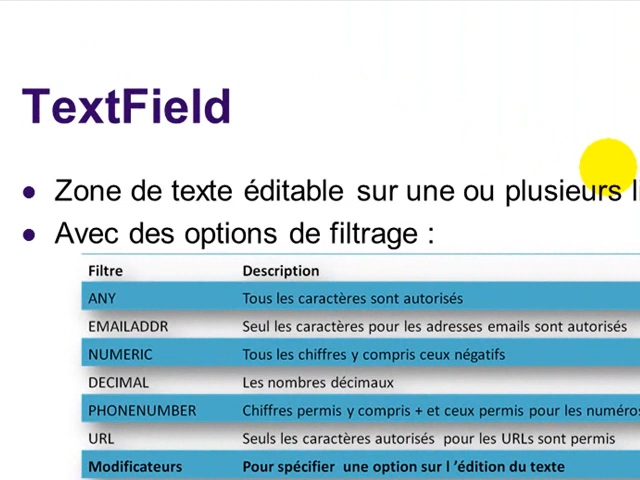 TextField
Zone de texte éditable sur une ou plusieurs
Avec des options de filtrage :
Filtre Description
ANY Tous les caractères sont autorisés
EMAILADDR Seul les caractères pour les adresses emails sont autorisés
NUMERIC Tous les chiffres y compris ceux négatifs
DECIMAL Les nombres décimaux
PHONENUMBER Chiffres permis y compris + et ceux permis pour les
URL Seuls les caractères autorisés pour les URLs sont permis
Modificateurs Pour spécifier une option sur l ’édition du texte